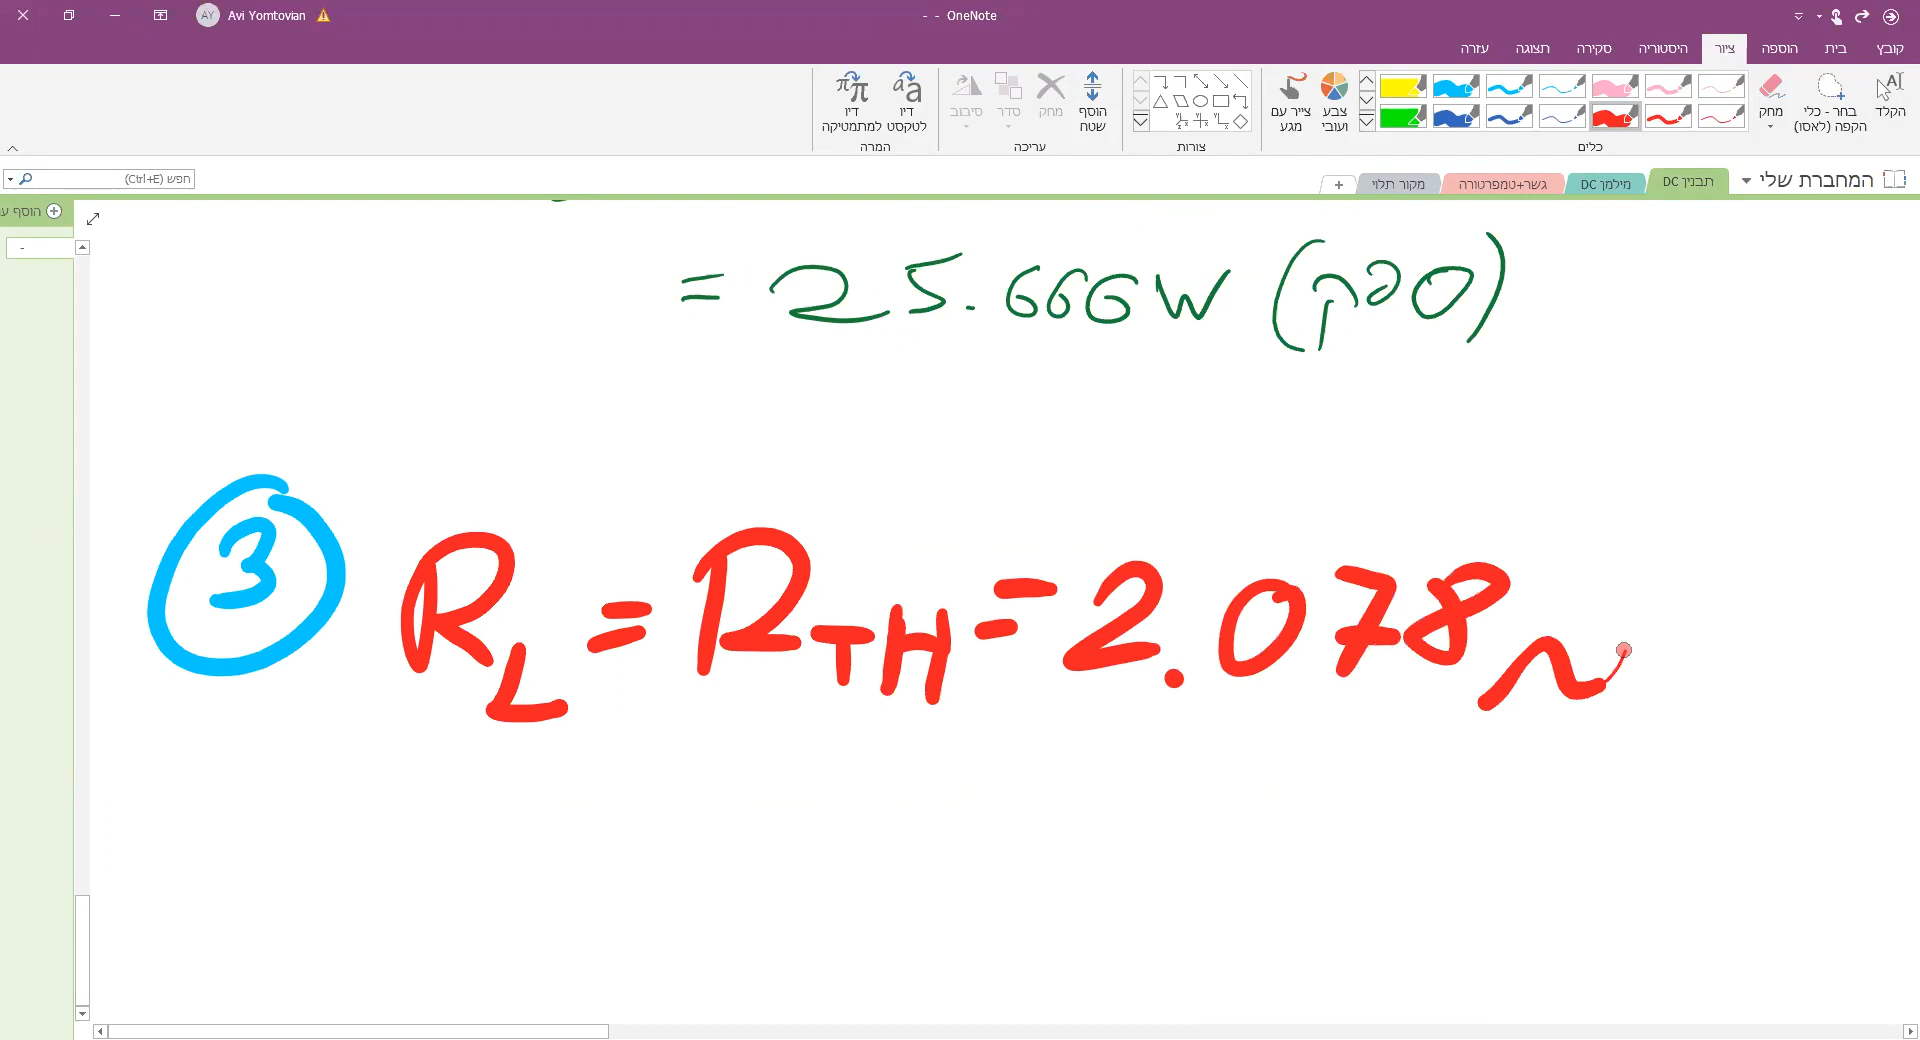 Avi Yomtovian
- - OneNote
קובץ בית הוספה ציור היסטוריה סקירה תצוגה עזרה
הקלד
בחר - כלי הקפה (לאסו)
מחק
כלים
צבע ועובי
צייר עם מגע
צורות
הוסף שטח
מחק
סדר
סיבוב
עריכה
דיו לטקסט
דיו למתמטיקה
המרה
המחברת שלי
תבנין DC
מילמן DC
גשר+טמפרטורה
מקור תלוי
+
חפש (Ctrl+E)
הוסף
-
= 25.666W (ספק)
3 RL = RTH = 2.078